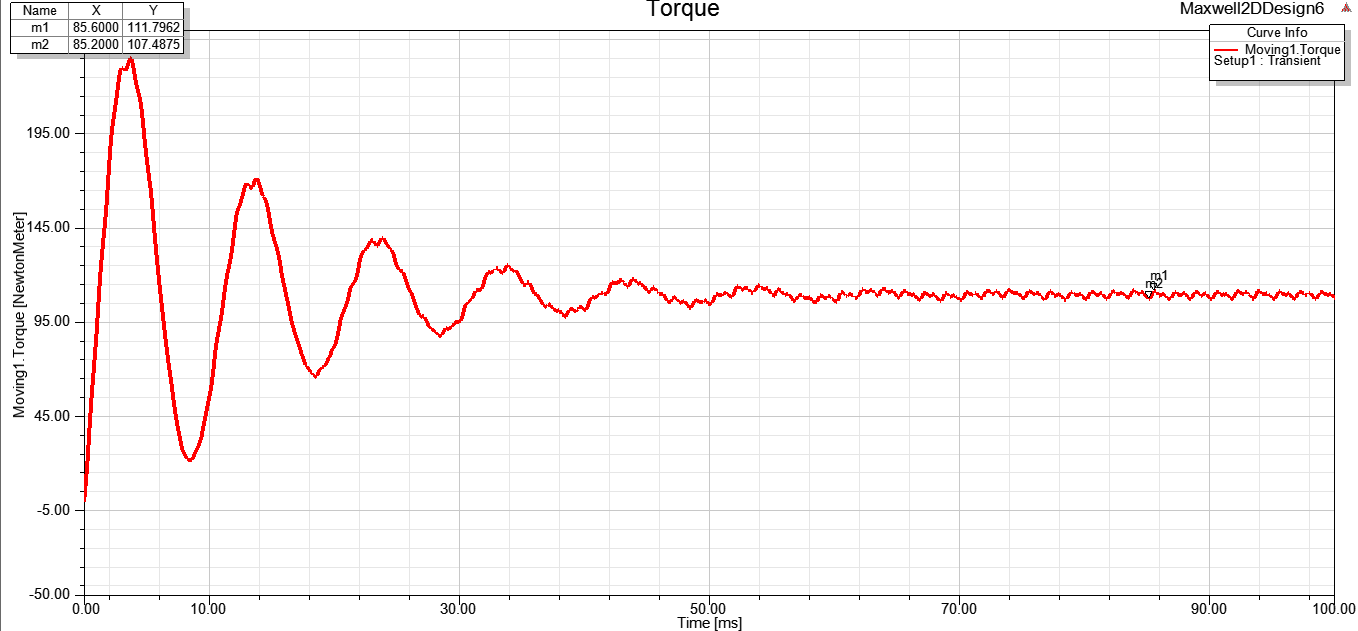 Torque
Maxwell2DDesign6
Name X Y
m1 85.6000 111.7962
m2 85.2000 107.4875
Curve Info
Moving1.Torque
Setup1 : Transient
Moving1.Torque [NewtonMeter]
195.00
145.00
95.00
45.00
-5.00
-50.00
m1
m2
0.00 10.00 30.00 50.00 70.00 90.00 100.00
Time [ms]